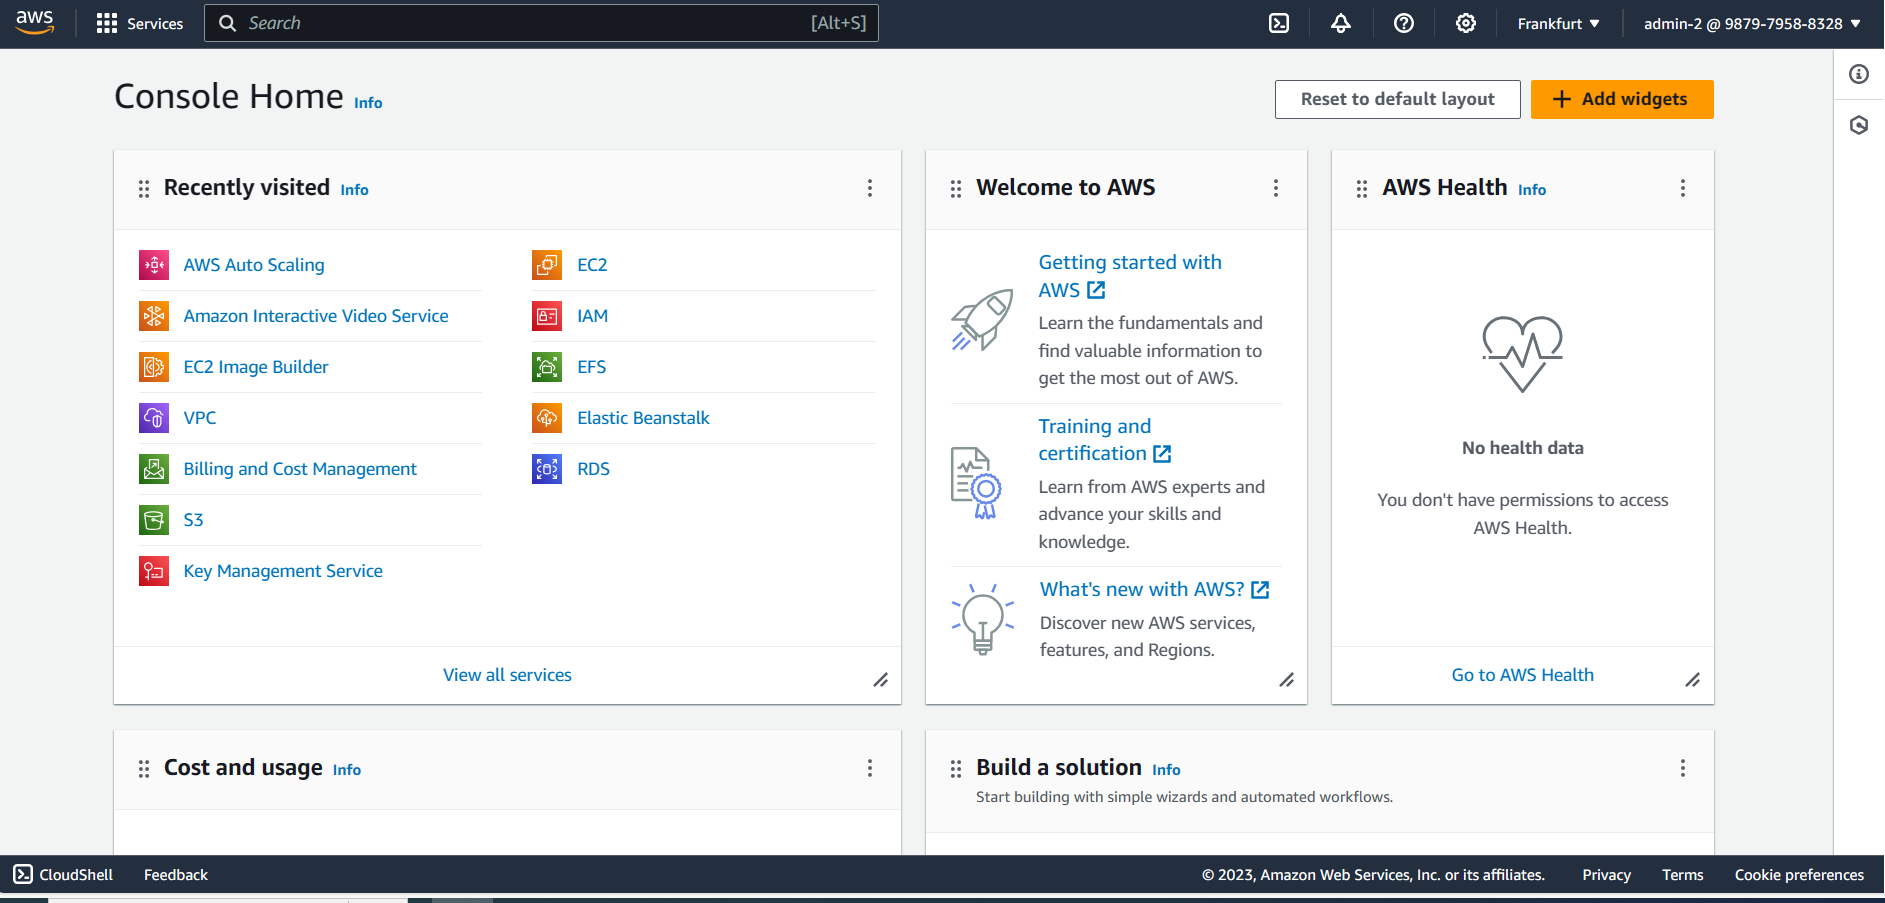 aws
Services
Search
[Alt+S]
Frankfurt
admin-2 @ 9879-7958-8328
Console Home Info
Reset to default layout
Add widgets
Recently visited Info
AWS Auto Scaling
Amazon Interactive Video Service
EC2 Image Builder
VPC
Billing and Cost Management
S3
Key Management Service
EC2
IAM
EFS
Elastic Beanstalk
RDS
View all services
Welcome to AWS
Getting started with
AWS
Learn the fundamentals and
find valuable information to
get the most out of AWS.
Training and
certification
Learn from AWS experts and
advance your skills and
knowledge.
What's new with AWS?
Discover new AWS services,
features, and Regions.
AWS Health Info
No health data
You don't have permissions to access
AWS Health.
Go to AWS Health
Cost and usage Info
Build a solution Info
Start building with simple wizards and automated workflows.
CloudShell
Feedback
© 2023, Amazon Web Services, Inc. or its affiliates.
Privacy
Terms
Cookie preferences